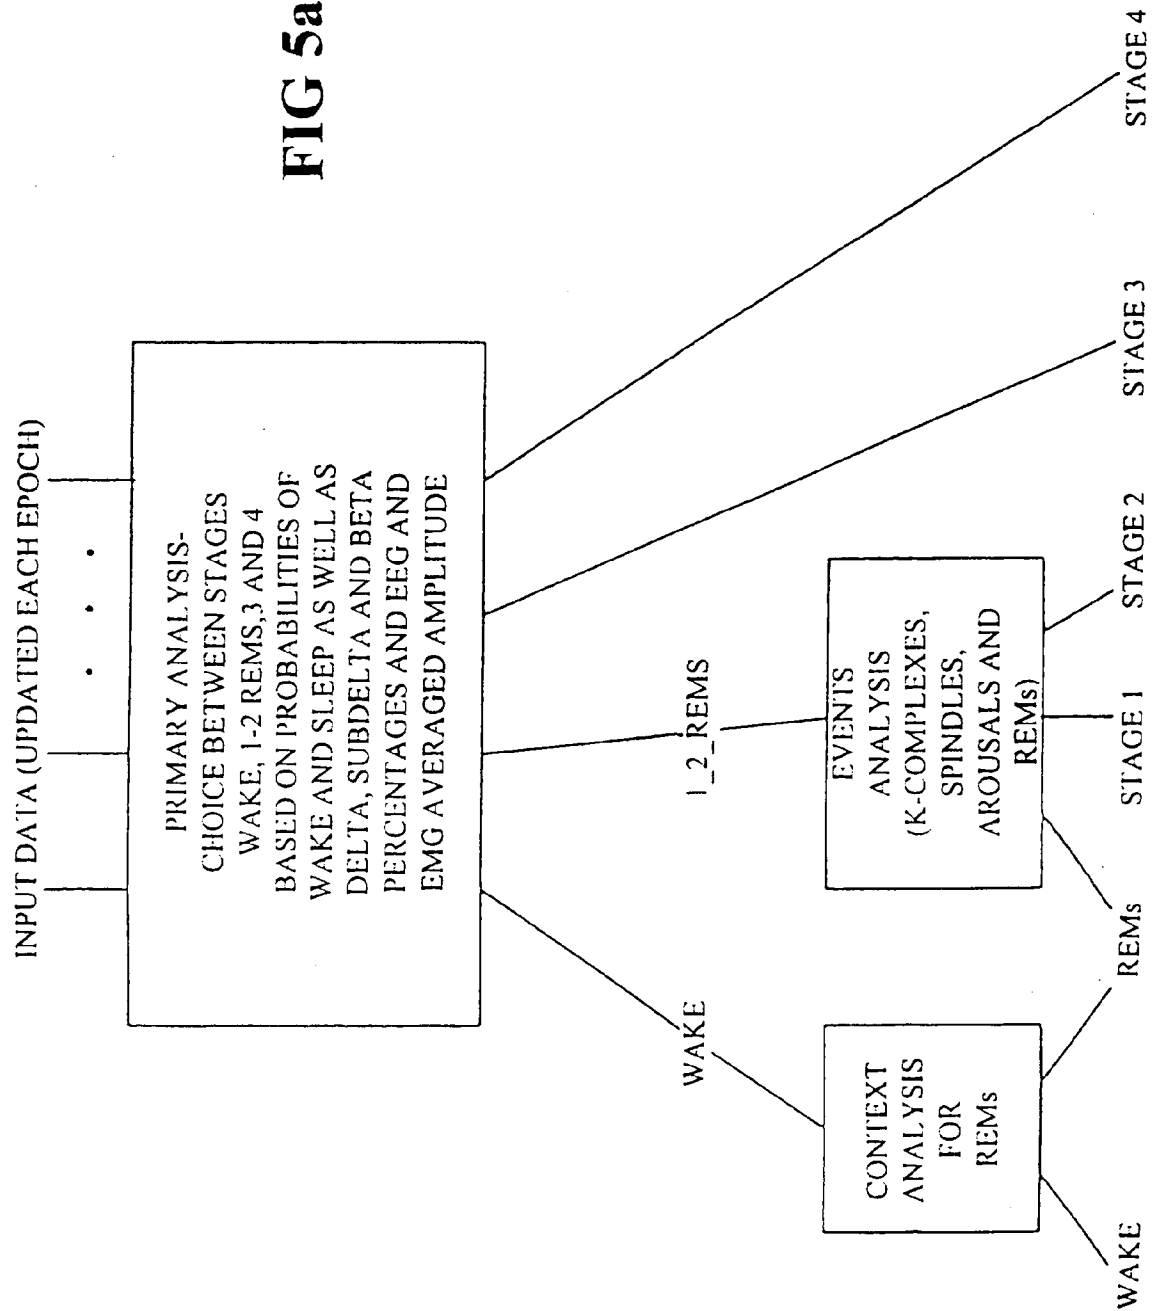 INPUT DATA (UPDATED EACH EPOCH)
PRIMARY ANALYSIS-
CHOICE BETWEEN STAGES
WAKE, 1-2 REMS,3 AND 4
BASED ON PROBABILITIES OF
WAKE AND SLEEP AS WELL AS
DELTA, SUBDELTA AND BETA
PERCENTAGES AND EEG AND
EMG AVERAGED AMPLITUDE
FIG 5a
WAKE
1_2_REMS
CONTEXT
ANALYSIS
FOR
REMs
EVENTS
ANALYSIS
(K-COMPLEXES,
SPINDLES,
AROUSALS AND
REMs)
WAKE
REMs
STAGE 1
STAGE 2
STAGE 3
STAGE 4